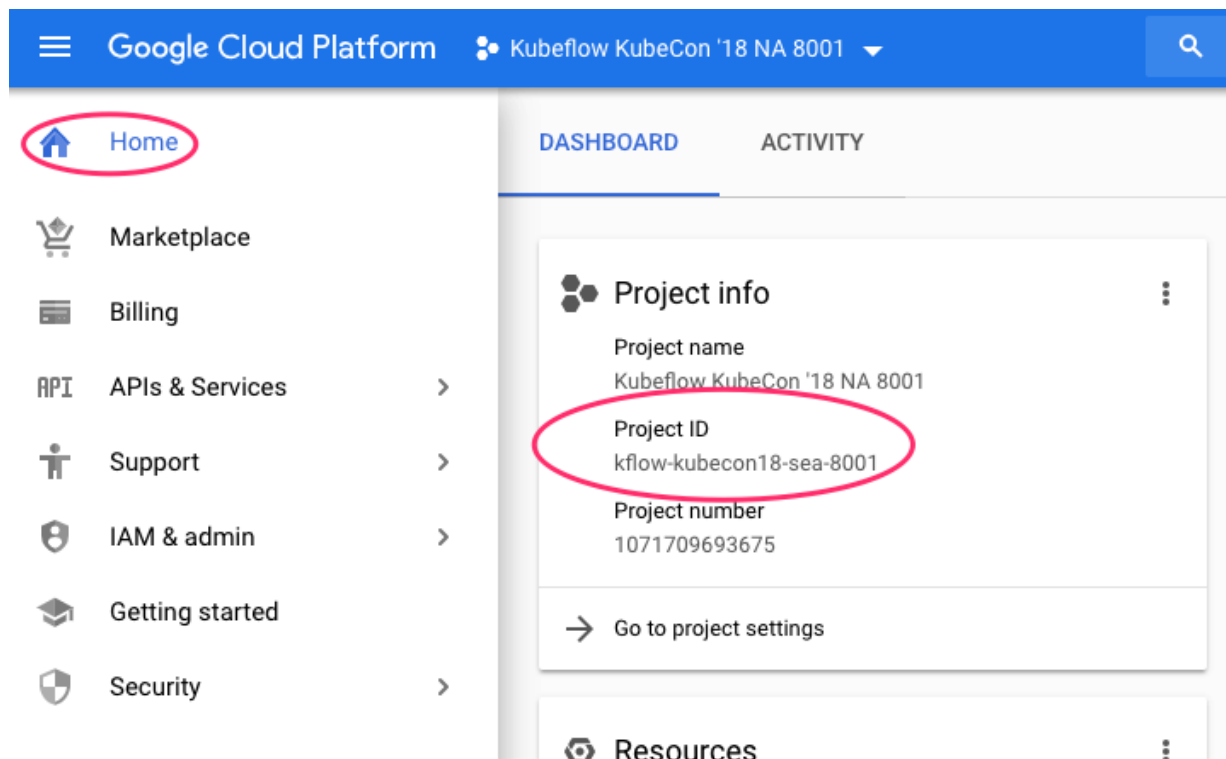 Google Cloud Platform Kubeflow KubeCon '18 NA 8001
Home
Marketplace
Billing
API APIs & Services
Support
IAM & admin
Getting started
Security
DASHBOARD ACTIVITY
Project info
Project name
Kubeflow KubeCon '18 NA 8001
Project ID
kflow-kubecon18-sea-8001
Project number
1071709693675
Go to project settings
Resources